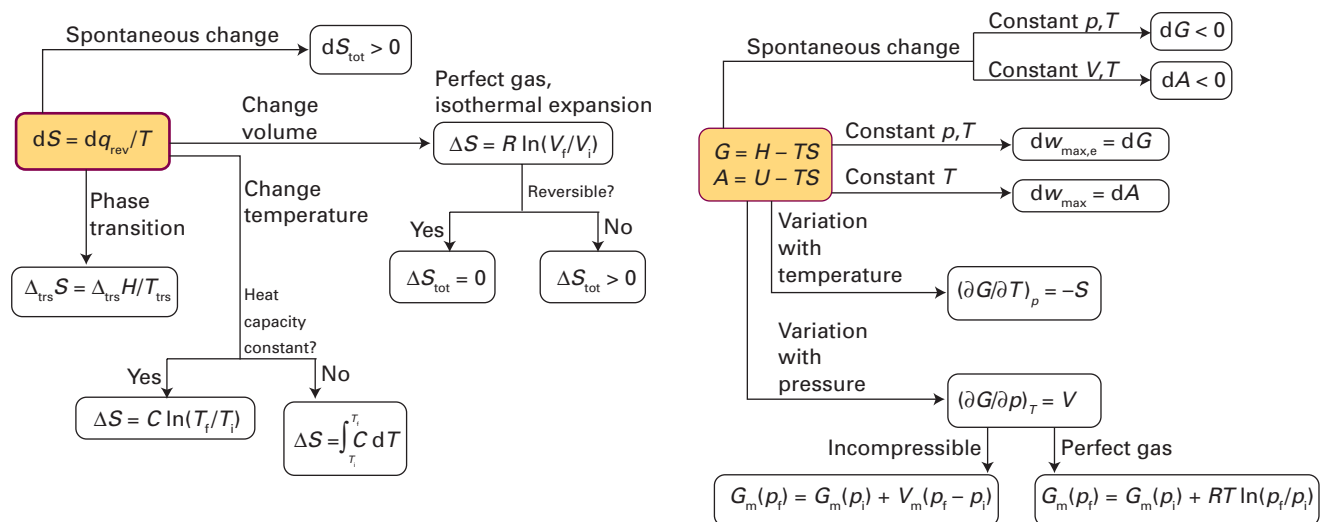 Spontaneous change
dS_tot > 0
dS = dq_rev/T
Change
volume
Perfect gas,
isothermal expansion
ΔS = R ln(V_f/V_i)
Reversible?
Yes
No
ΔS_tot = 0
ΔS_tot > 0
Phase
transition
Δ_trs S = Δ_trs H/T_trs
Change
temperature
Heat
capacity
constant?
Yes
No
ΔS = C ln(T_f/T_i)
ΔS = ∫_{T_i}^{T_f} C dT
Spontaneous change
Constant p,T
dG < 0
Constant V,T
dA < 0
G = H – TS
A = U – TS
Constant p,T
dw_max,e = dG
Constant T
dw_max = dA
Variation
with
temperature
(∂G/∂T)_p = –S
Variation
with
pressure
(∂G/∂p)_T = V
Incompressible
Perfect gas
G_m(p_f) = G_m(p_i) + V_m(p_f – p_i)
G_m(p_f) = G_m(p_i) + RT ln(p_f/p_i)